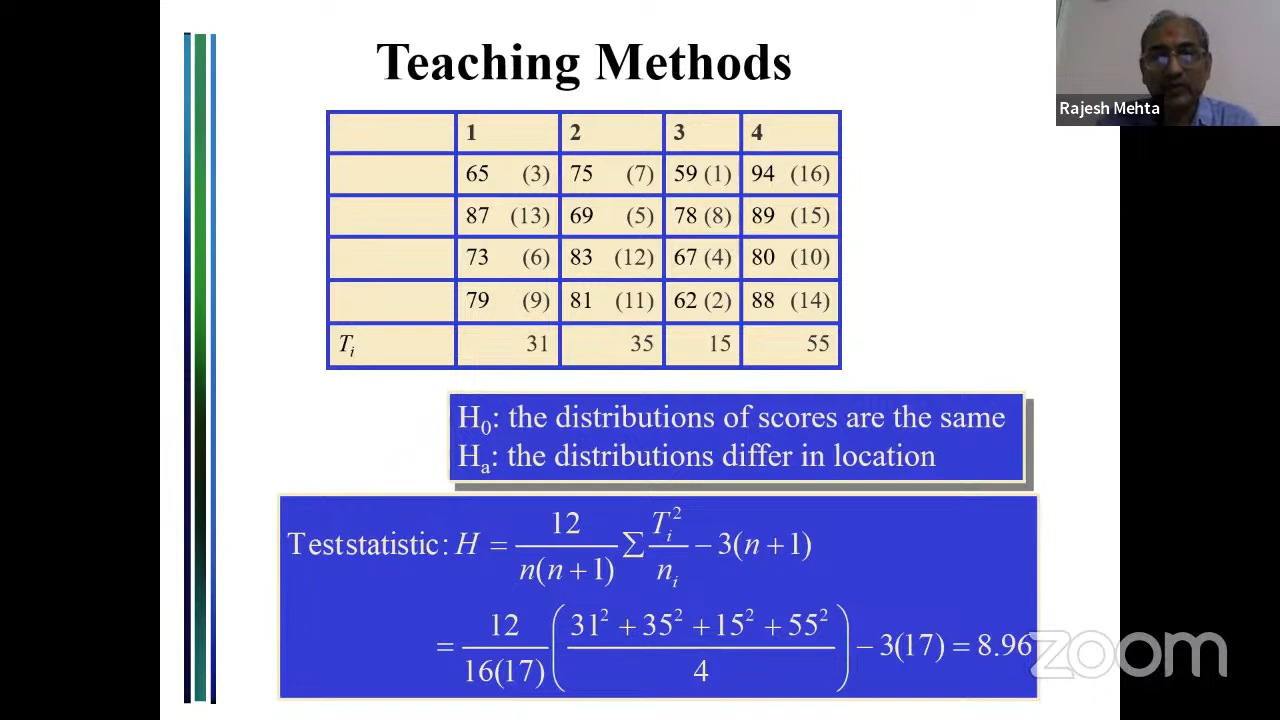 Teaching Methods
Rajesh Mehta
1 2 3 4
65 (3) 75 (7) 59 (1) 94 (16)
87 (13) 69 (5) 78 (8) 89 (15)
73 (6) 83 (12) 67 (4) 80 (10)
79 (9) 81 (11) 62 (2) 88 (14)
Ti 31 35 15 55
H0: the distributions of scores are the same
Ha: the distributions differ in location
Test statistic: H = 12/n(n+1) Σ Ti²/ni − 3(n+1)
= 12/16(17) ((31² + 35² + 15² + 55²)/4) − 3(17) = 8.96
zoom